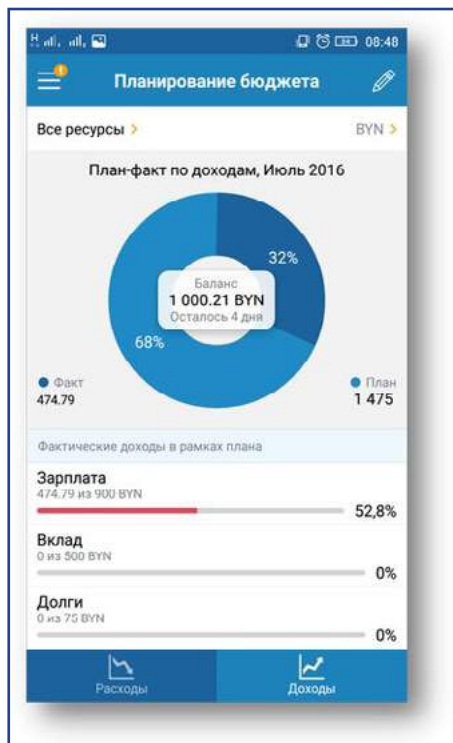 H 08:48
Планирование бюджета
Все ресурсы > BYN >
План-факт по доходам, Июль 2016
32%
Баланс
1 000.21 BYN
Осталось 4 дня
68%
Факт План
474.79 1 475
Фактические доходы в рамках плана
Зарплата
474.79 из 900 BYN
52,8%
Вклад
0 из 500 BYN
0%
Долги
0 из 75 BYN
0%
Расходы Доходы